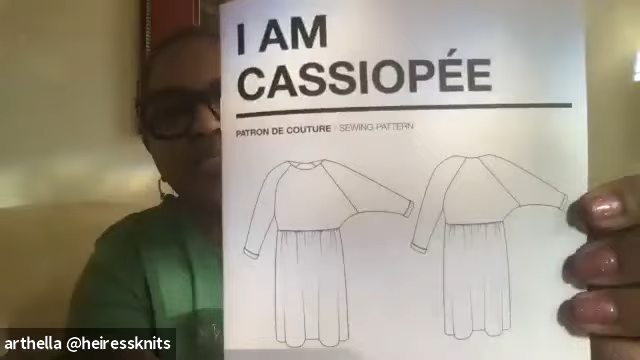 I AM
CASSIOPÉE
PATRON DE COUTURE / SEWING PATTERN
arthella @heiressknits